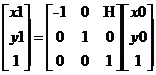 [x1]   [-1 0 H] [x0]
[y1] = [0 1 0] [y0]
[1]   [0 0 1] [1]